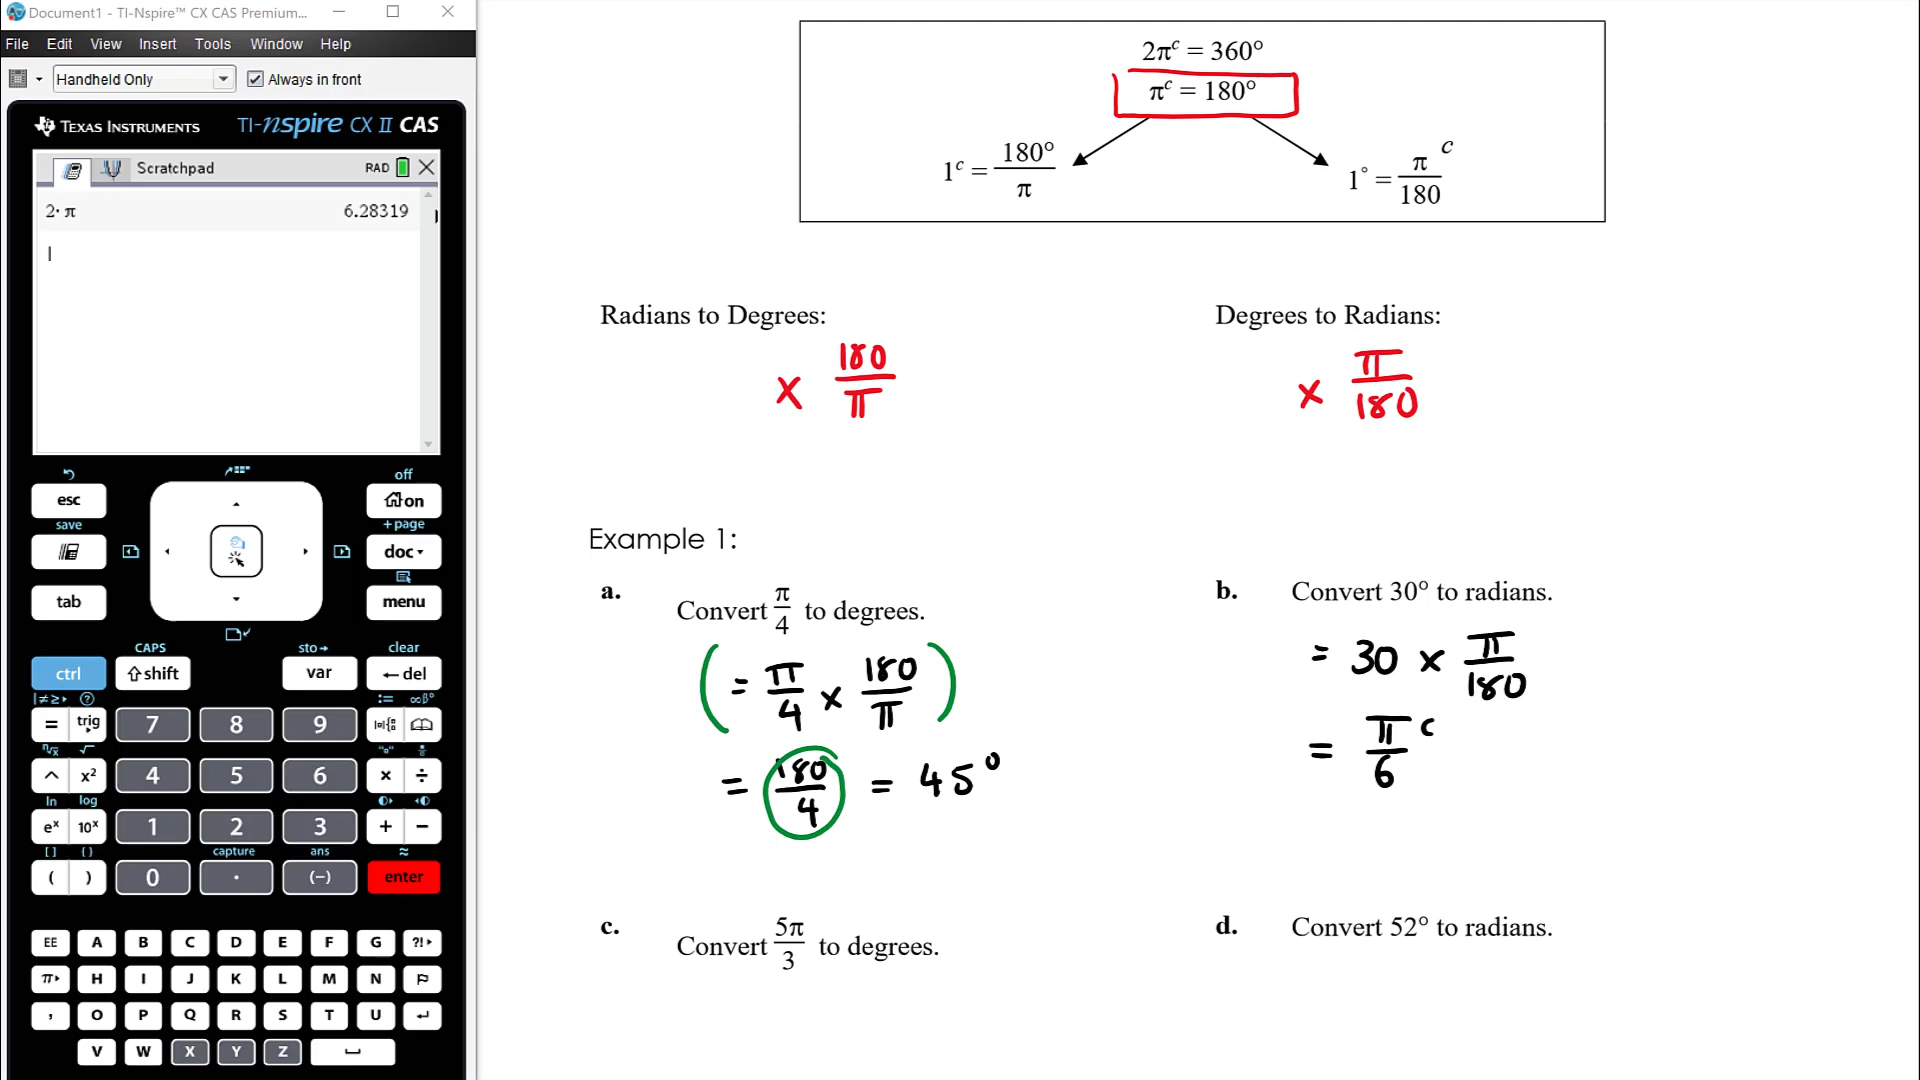 Document1 - TI-Nspire™ CX CAS Premium...
File Edit View Insert Tools Window Help
Handheld Only
Always in front
TEXAS INSTRUMENTS TI-nspire CX II CAS
Scratchpad RAD
2·π 6.28319
off
esc on
save +page
doc
tab menu
CAPS sto→ clear
ctrl shift var ←del
|≠≥▸ ? := ∞β°
= trig 7 8 9
ⁿ√x √
^ x² 4 5 6 × ÷
ln log
eˣ 10ˣ 1 2 3 + −
[ ] { } capture ans ≈
( ) 0 . (−) enter
EE A B C D E F G ?!▸
π▸ H I J K L M N
, O P Q R S T U ↵
V W X Y Z
2πᶜ = 360°
πᶜ = 180°
1ᶜ = 180°/π 1° = π/180 ᶜ
Radians to Degrees: Degrees to Radians:
× 180/π × π/180
Example 1:
a. Convert π/4 to degrees.
( = π/4 × 180/π )
= 180/4 = 45°
b. Convert 30° to radians.
= 30 × π/180
= π/6 ᶜ
c. Convert 5π/3 to degrees.
d. Convert 52° to radians.